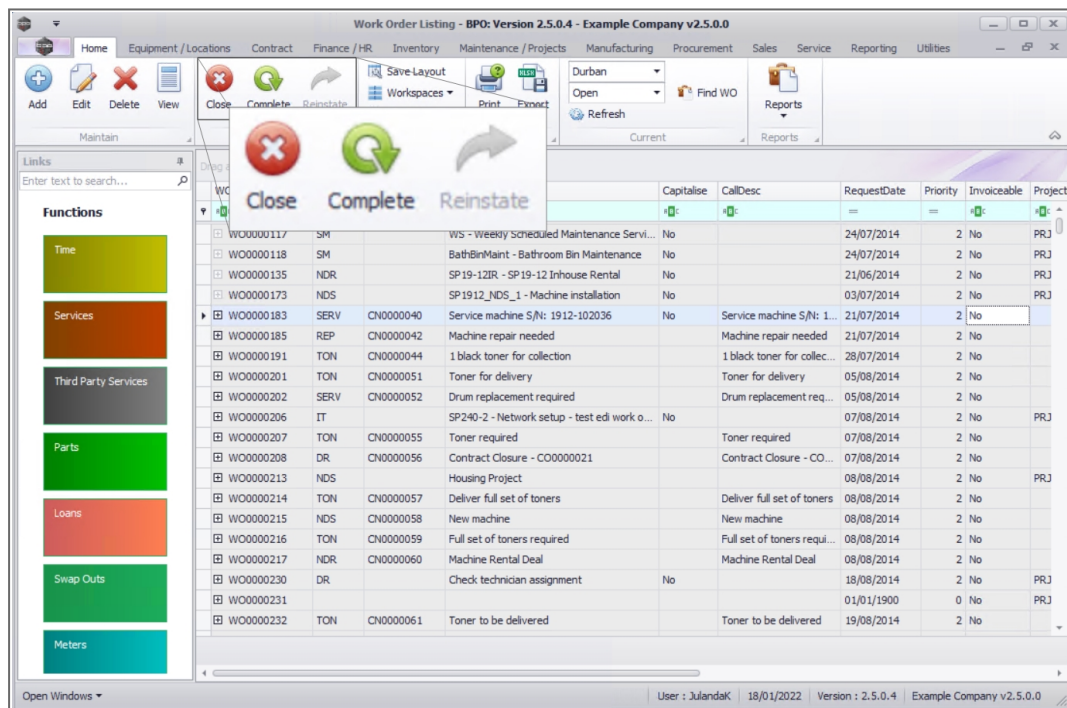 Work Order Listing - BPO: Version 2.5.0.4 - Example Company v2.5.0.0
Home Equipment / Locations Contract Finance / HR Inventory Maintenance / Projects Manufacturing Procurement Sales Service Reporting Utilities
Add Edit Delete View Close Complete Reinstate Save Layout Workspaces Print Export Durban Open Refresh Find WO Reports
Maintain Current Reports
Close Complete Reinstate
Links
Enter text to search...
Functions
Time
Services
Third Party Services
Parts
Loans
Swap Outs
Meters
Capitalise CallDesc RequestDate Priority Invoiceable Project
WO0000117 SM WS - Weekly Scheduled Maintenance Servi... No 24/07/2014 2 No PRJ
WO0000118 SM BathBinMaint - Bathroom Bin Maintenance No 24/07/2014 2 No PRJ
WO0000135 NDR SP19-12IR - SP19-12 Inhouse Rental No 21/06/2014 2 No PRJ
WO0000173 NDS SP1912_NDS_1 - Machine installation No 03/07/2014 2 No PRJ
WO0000183 SERV CN0000040 Service machine S/N: 1912-102036 No Service machine S/N: 1... 21/07/2014 2 No
WO0000185 REP CN0000042 Machine repair needed Machine repair needed 21/07/2014 2 No
WO0000191 TON CN0000044 1 black toner for collection 1 black toner for collec... 28/07/2014 2 No
WO0000201 TON CN0000051 Toner for delivery Toner for delivery 05/08/2014 2 No
WO0000202 SERV CN0000052 Drum replacement required Drum replacement req... 05/08/2014 2 No
WO0000206 IT SP240-2 - Network setup - test edi work o... No 07/08/2014 2 No PRJ
WO0000207 TON CN0000055 Toner required Toner required 07/08/2014 2 No
WO0000208 DR CN0000056 Contract Closure - CO0000021 Contract Closure - CO... 07/08/2014 2 No
WO0000213 NDS Housing Project 08/08/2014 2 No PRJ
WO0000214 TON CN0000057 Deliver full set of toners Deliver full set of toners 08/08/2014 2 No
WO0000215 NDS CN0000058 New machine New machine 08/08/2014 2 No
WO0000216 TON CN0000059 Full set of toners required Full set of toners requi... 08/08/2014 2 No
WO0000217 NDR CN0000060 Machine Rental Deal Machine Rental Deal 08/08/2014 2 No
WO0000230 DR Check technician assignment No 18/08/2014 2 No PRJ
WO0000231 01/01/1900 0 No PRJ
WO0000232 TON CN0000061 Toner to be delivered Toner to be delivered 19/08/2014 2 No
Open Windows User : JulandaK 18/01/2022 Version : 2.5.0.4 Example Company v2.5.0.0